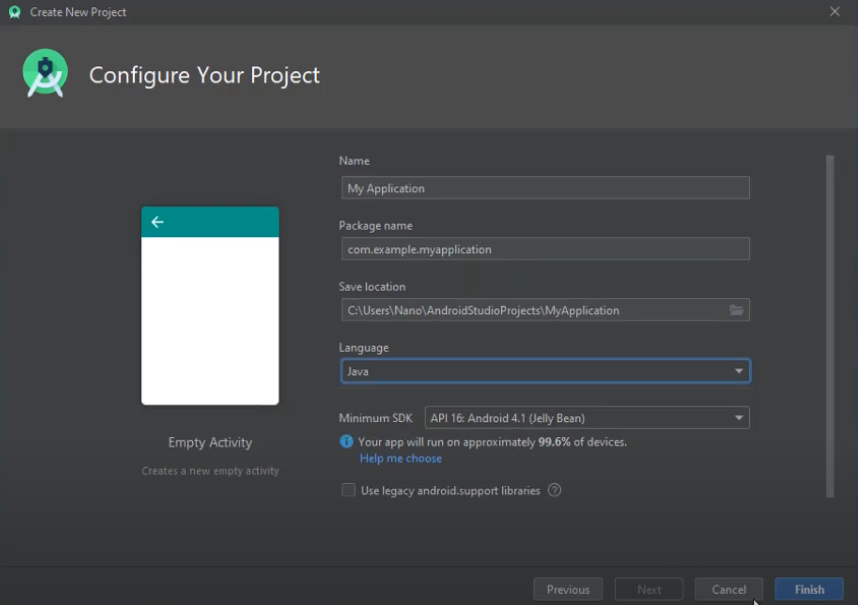 Create New Project
Configure Your Project
Name
My Application
Package name
com.example.myapplication
Save location
C:\Users\Nano\AndroidStudioProjects\MyApplication
Language
Java
Minimum SDK API 16: Android 4.1 (Jelly Bean)
Your app will run on approximately 99.6% of devices.
Help me choose
Use legacy android.support libraries
Empty Activity
Creates a new empty activity
Previous Next Cancel Finish